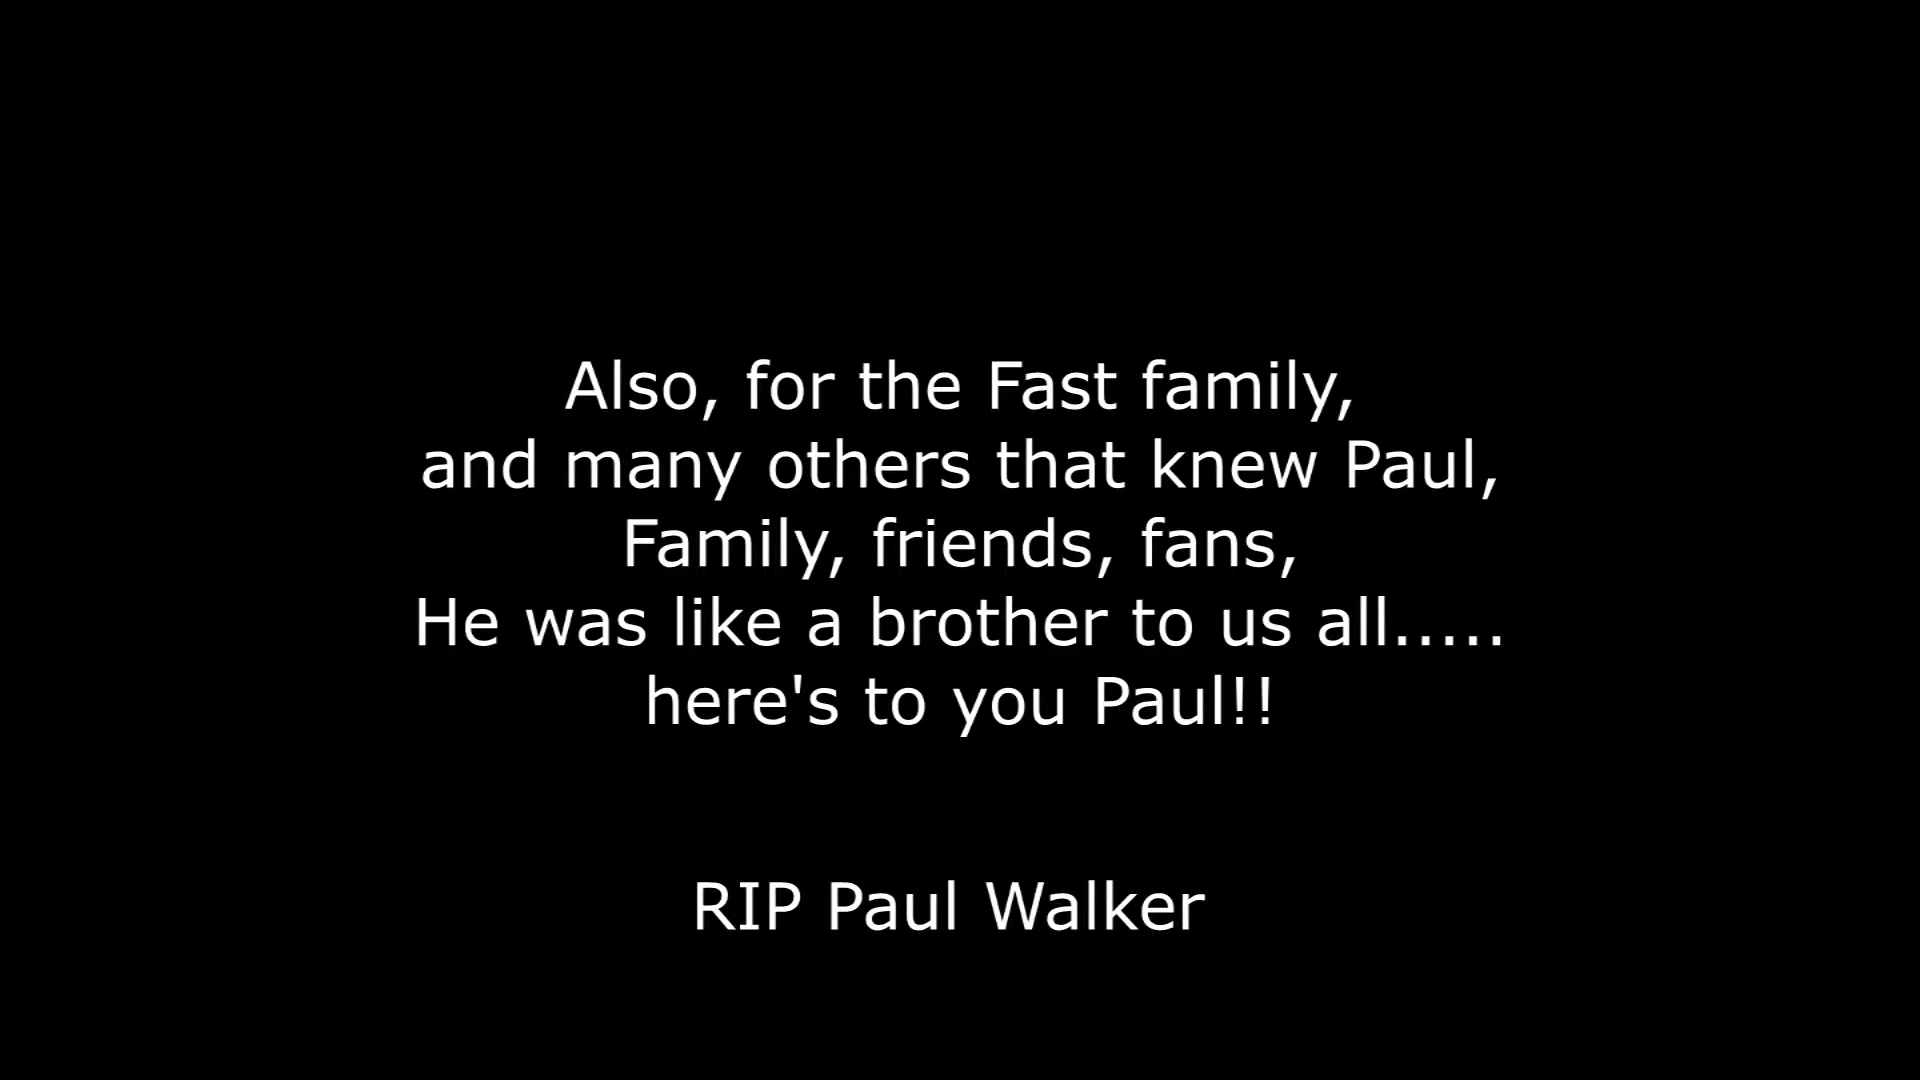 Also, for the Fast family,
and many others that knew Paul,
Family, friends, fans,
He was like a brother to us all.....
here's to you Paul!!
RIP Paul Walker